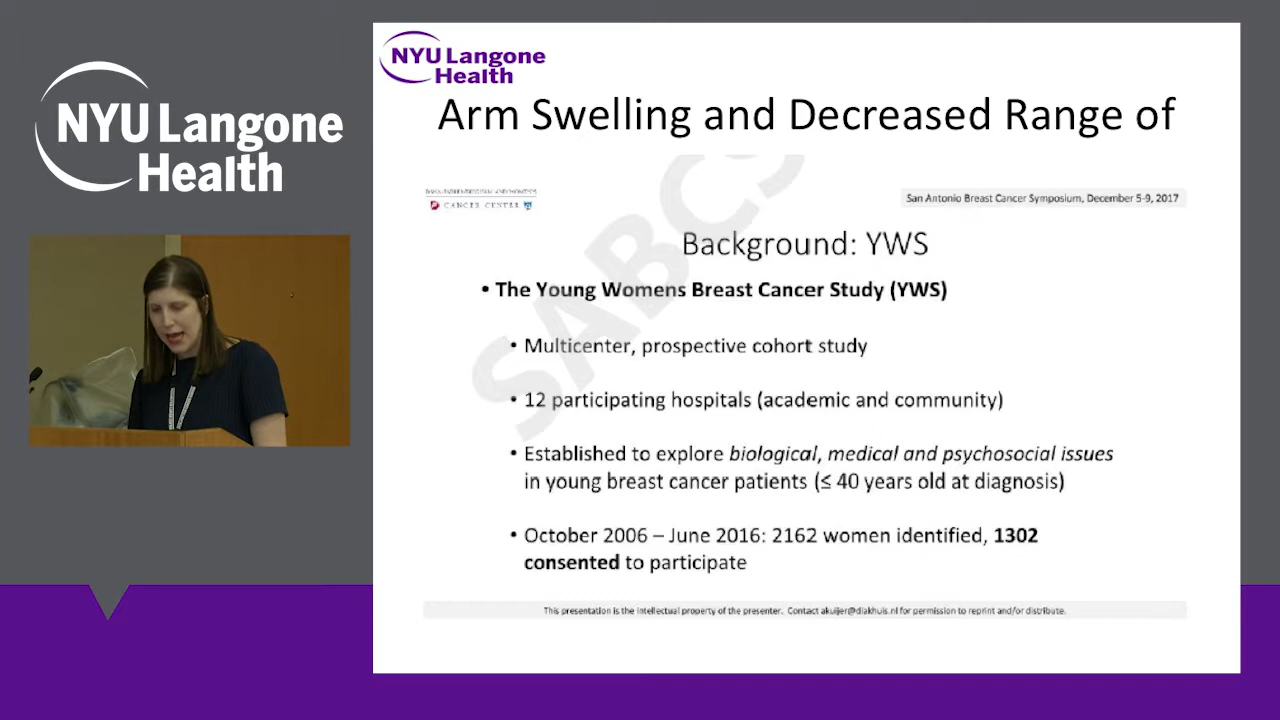 NYU Langone
Health
NYU Langone
Health
Arm Swelling and Decreased Range of
CANCER CENTER
San Antonio Breast Cancer Symposium, December 5-9, 2017
SABCS
Background: YWS
• The Young Womens Breast Cancer Study (YWS)
• Multicenter, prospective cohort study
• 12 participating hospitals (academic and community)
• Established to explore biological, medical and psychosocial issues
in young breast cancer patients (≤ 40 years old at diagnosis)
• October 2006 – June 2016: 2162 women identified, 1302
consented to participate
This presentation is the intellectual property of the presenter. Contact akuijer@diakhuis.nl for permission to reprint and/or distribute.